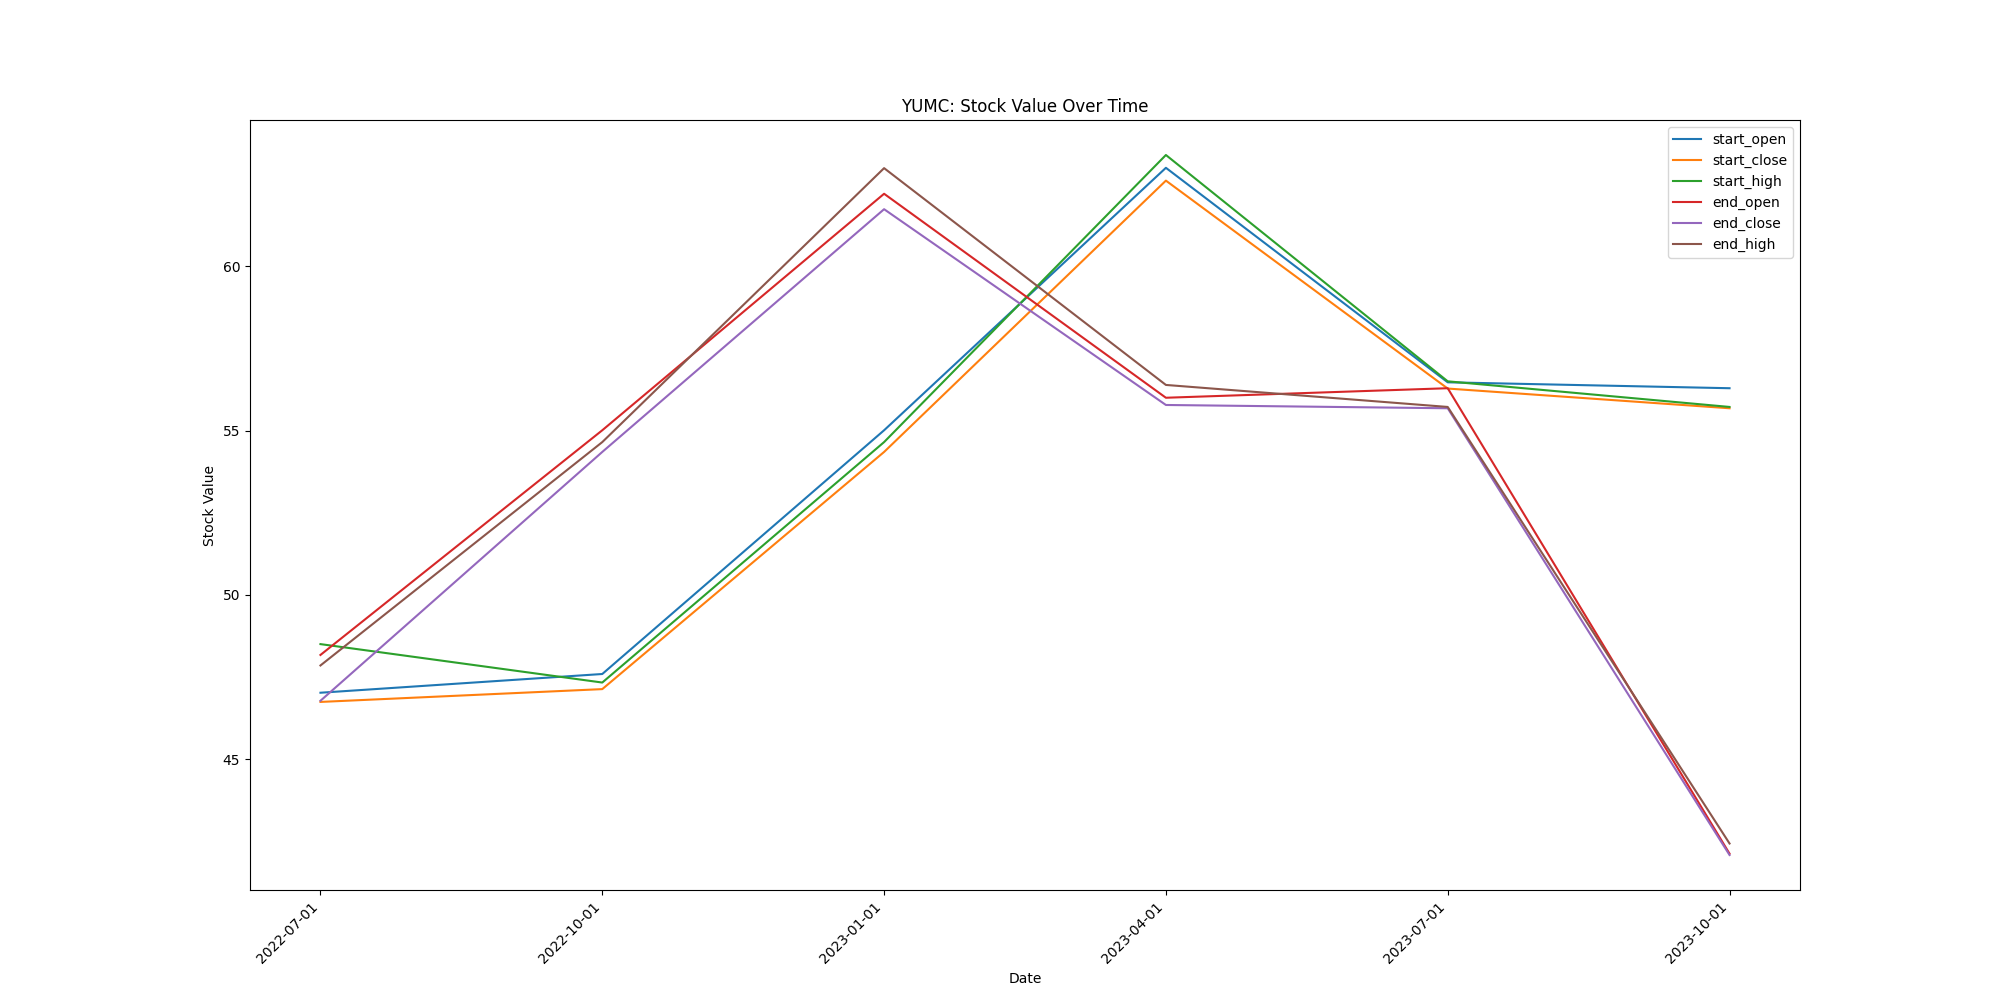 YUMC: Stock Value Over Time
start_open
start_close
start_high
end_open
end_close
end_high
Stock Value
60
55
50
45
2022-07-01
2022-10-01
2023-01-01
2023-04-01
2023-07-01
2023-10-01
Date